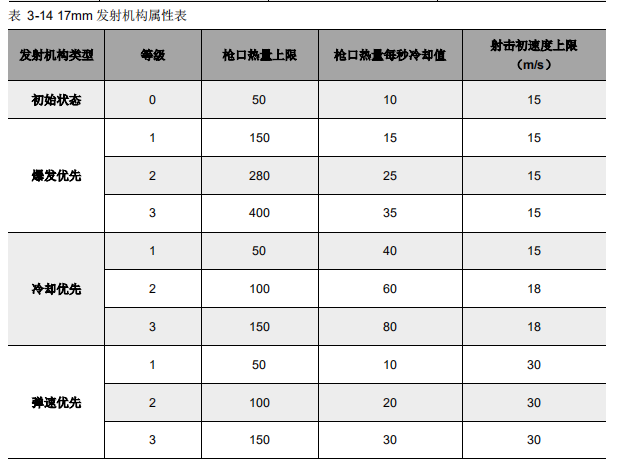 表 3-14 17mm 发射机构属性表
发射机构类型 等级 枪口热量上限 枪口热量每秒冷却值 射击初速度上限
（m/s）
初始状态 0 50 10 15
爆发优先 1 150 15 15
2 280 25 15
3 400 35 15
冷却优先 1 50 40 15
2 100 60 18
3 150 80 18
弹速优先 1 50 10 30
2 100 20 30
3 150 30 30